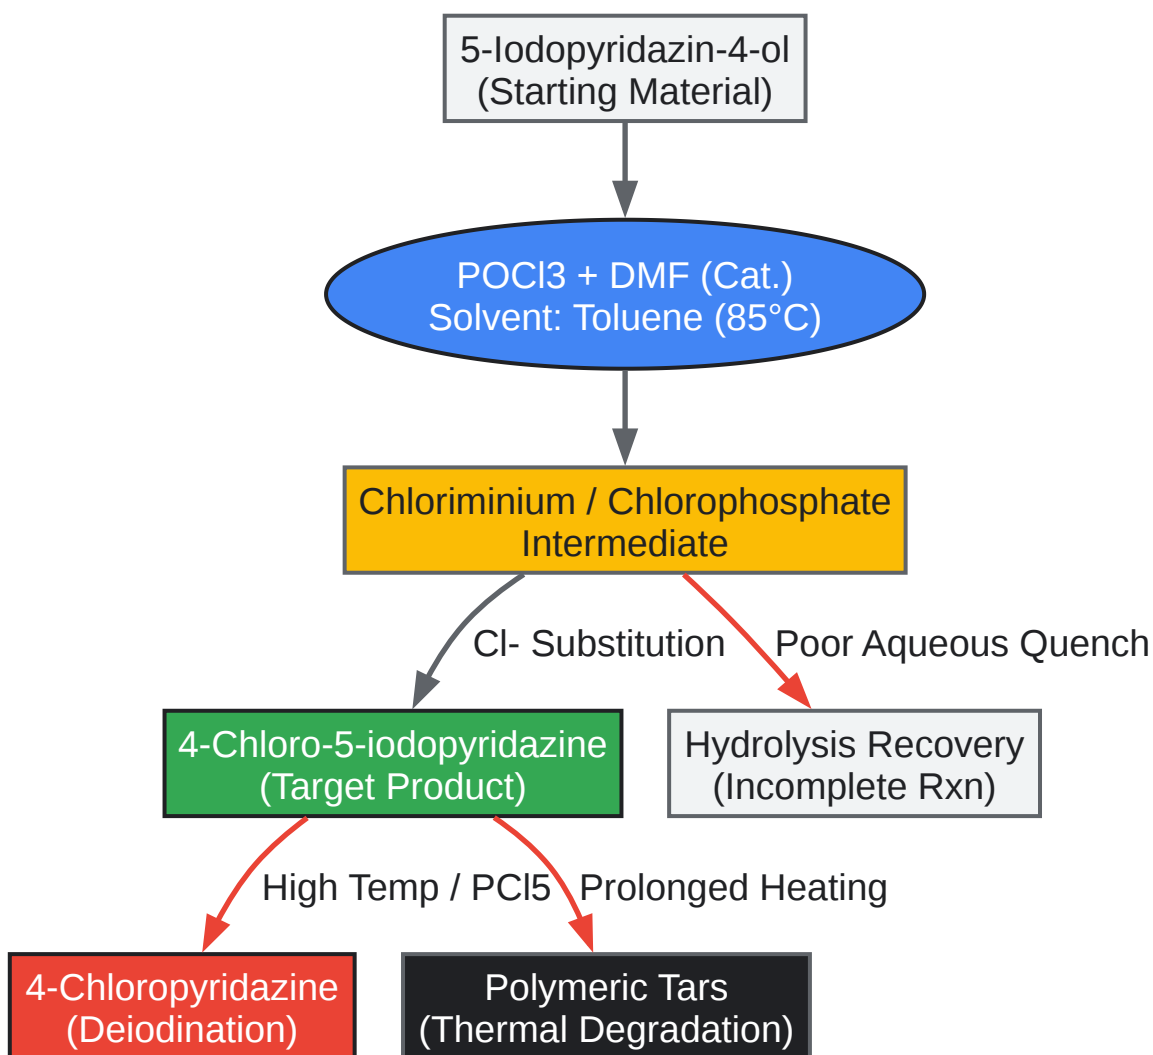 5-Iodopyridazin-4-ol
(Starting Material)
POCl3 + DMF (Cat.)
Solvent: Toluene (85°C)
Chloriminium / Chlorophosphate
Intermediate
Cl- Substitution
Poor Aqueous Quench
4-Chloro-5-iodopyridazine
(Target Product)
Hydrolysis Recovery
(Incomplete Rxn)
High Temp / PCl5
Prolonged Heating
4-Chloropyridazine
(Deiodination)
Polymeric Tars
(Thermal Degradation)